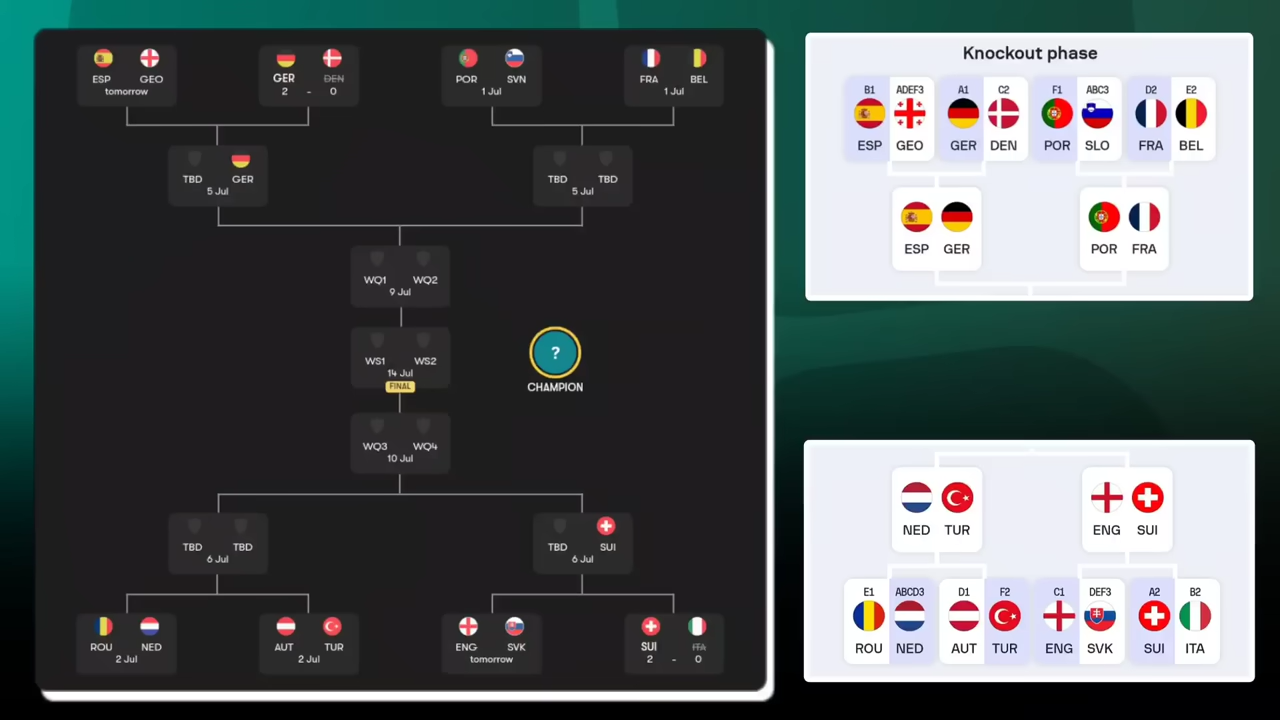 ESP GEO
tomorrow
GER DEN
2 - 0
POR SVN
1 Jul
FRA BEL
1 Jul
TBD GER
5 Jul
TBD TBD
5 Jul
WQ1 WQ2
9 Jul
WS1 WS2
14 Jul
FINAL
?
CHAMPION
WQ3 WQ4
10 Jul
TBD TBD
6 Jul
TBD SUI
6 Jul
ROU NED
2 Jul
AUT TUR
2 Jul
ENG SVK
tomorrow
SUI ITA
2 - 0
Knockout phase
B1 ADEF3 A1 C2 F1 ABC3 D2 E2
ESP GEO GER DEN POR SLO FRA BEL
ESP GER POR FRA
NED TUR ENG SUI
E1 ABCD3 D1 F2 C1 DEF3 A2 B2
ROU NED AUT TUR ENG SVK SUI ITA